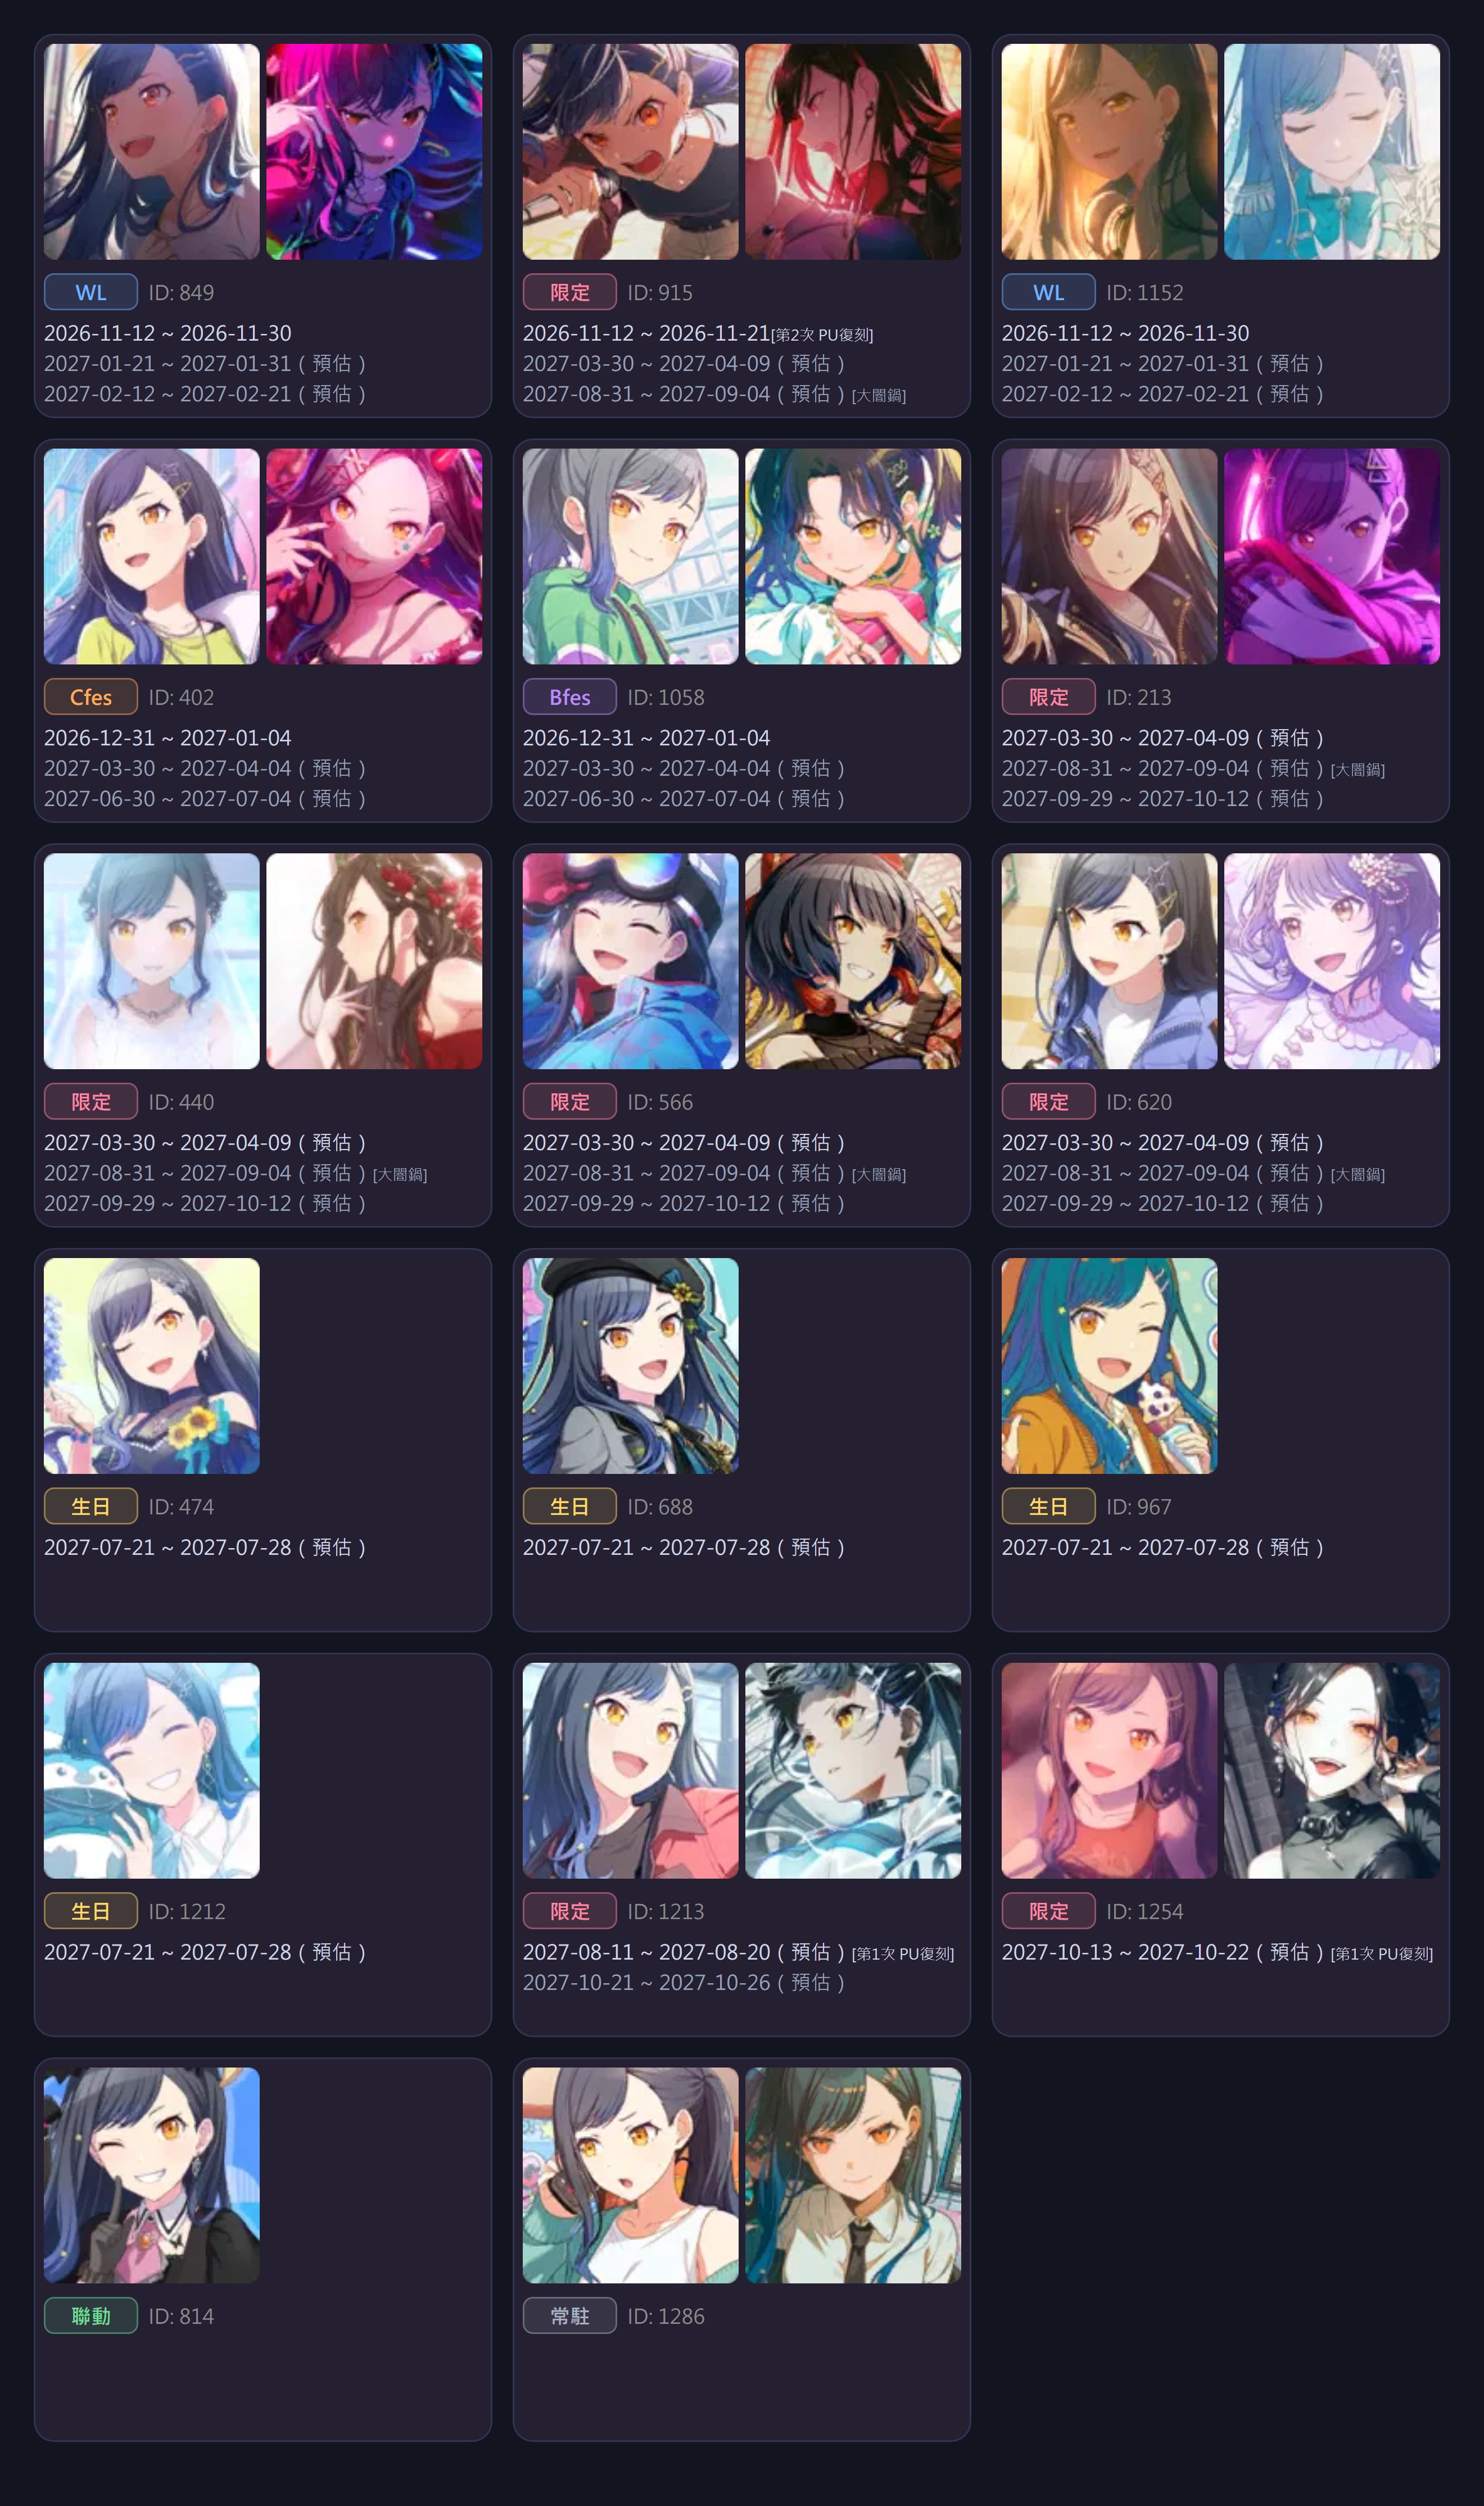 WL ID: 849
2026-11-12 ~ 2026-11-30
2027-01-21 ~ 2027-01-31 ( 預估 )
2027-02-12 ~ 2027-02-21 ( 預估 )
限定 ID: 915
2026-11-12 ~ 2026-11-21[第2次 PU復刻]
2027-03-30 ~ 2027-04-09 ( 預估 )
2027-08-31 ~ 2027-09-04 ( 預估 ) [大闇鍋]
WL ID: 1152
2026-11-12 ~ 2026-11-30
2027-01-21 ~ 2027-01-31 ( 預估 )
2027-02-12 ~ 2027-02-21 ( 預估 )
Cfes ID: 402
2026-12-31 ~ 2027-01-04
2027-03-30 ~ 2027-04-04 ( 預估 )
2027-06-30 ~ 2027-07-04 ( 預估 )
Bfes ID: 1058
2026-12-31 ~ 2027-01-04
2027-03-30 ~ 2027-04-04 ( 預估 )
2027-06-30 ~ 2027-07-04 ( 預估 )
限定 ID: 213
2027-03-30 ~ 2027-04-09 ( 預估 )
2027-08-31 ~ 2027-09-04 ( 預估 ) [大闇鍋]
2027-09-29 ~ 2027-10-12 ( 預估 )
限定 ID: 440
2027-03-30 ~ 2027-04-09 ( 預估 )
2027-08-31 ~ 2027-09-04 ( 預估 ) [大闇鍋]
2027-09-29 ~ 2027-10-12 ( 預估 )
限定 ID: 566
2027-03-30 ~ 2027-04-09 ( 預估 )
2027-08-31 ~ 2027-09-04 ( 預估 ) [大闇鍋]
2027-09-29 ~ 2027-10-12 ( 預估 )
限定 ID: 620
2027-03-30 ~ 2027-04-09 ( 預估 )
2027-08-31 ~ 2027-09-04 ( 預估 ) [大闇鍋]
2027-09-29 ~ 2027-10-12 ( 預估 )
生日 ID: 474
2027-07-21 ~ 2027-07-28 ( 預估 )
生日 ID: 688
2027-07-21 ~ 2027-07-28 ( 預估 )
生日 ID: 967
2027-07-21 ~ 2027-07-28 ( 預估 )
生日 ID: 1212
2027-07-21 ~ 2027-07-28 ( 預估 )
限定 ID: 1213
2027-08-11 ~ 2027-08-20 ( 預估 ) [第1次 PU復刻]
2027-10-21 ~ 2027-10-26 ( 預估 )
限定 ID: 1254
2027-10-13 ~ 2027-10-22 ( 預估 ) [第1次 PU復刻]
聯動 ID: 814
常駐 ID: 1286